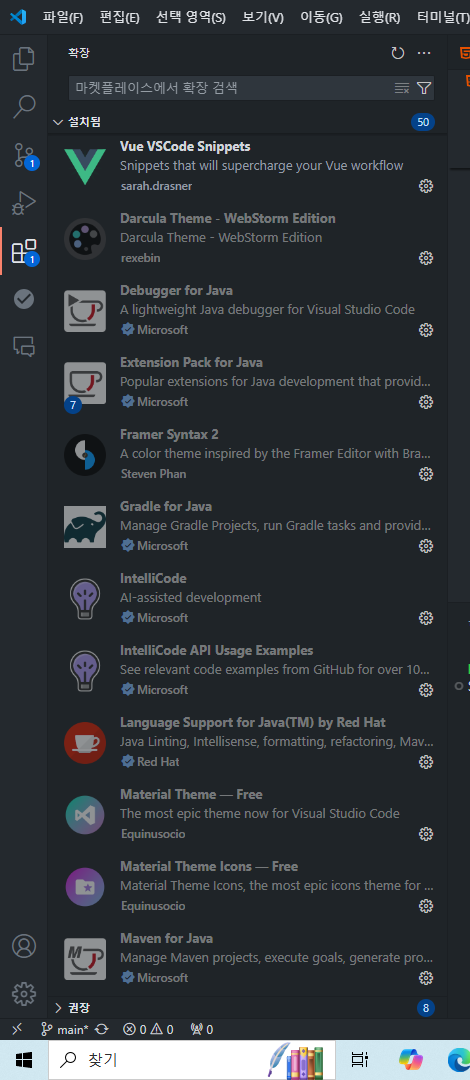 파일(F) 편집(E) 선택 영역(S) 보기(V) 이동(G) 실행(R) 터미널(T)
확장
마켓플레이스에서 확장 검색
설치됨 50
Vue VSCode Snippets
Snippets that will supercharge your Vue workflow
sarah.drasner
1
Darcula Theme - WebStorm Edition
Darcula Theme - WebStorm Edition
rexebin
1
Debugger for Java
A lightweight Java debugger for Visual Studio Code
Microsoft
Extension Pack for Java
Popular extensions for Java development that provid...
7 Microsoft
Framer Syntax 2
A color theme inspired by the Framer Editor with Bra...
Steven Phan
Gradle for Java
Manage Gradle Projects, run Gradle tasks and provid...
Microsoft
IntelliCode
AI-assisted development
Microsoft
IntelliCode API Usage Examples
See relevant code examples from GitHub for over 10...
Microsoft
Language Support for Java(TM) by Red Hat
Java Linting, Intellisense, formatting, refactoring, Mav...
Red Hat
Material Theme — Free
The most epic theme now for Visual Studio Code
Equinusocio
Material Theme Icons — Free
Material Theme Icons, the most epic icons theme for ...
Equinusocio
Maven for Java
M
Manage Maven projects, execute goals, generate pro...
Microsoft
권장 8
main* 0 0 0
찾기